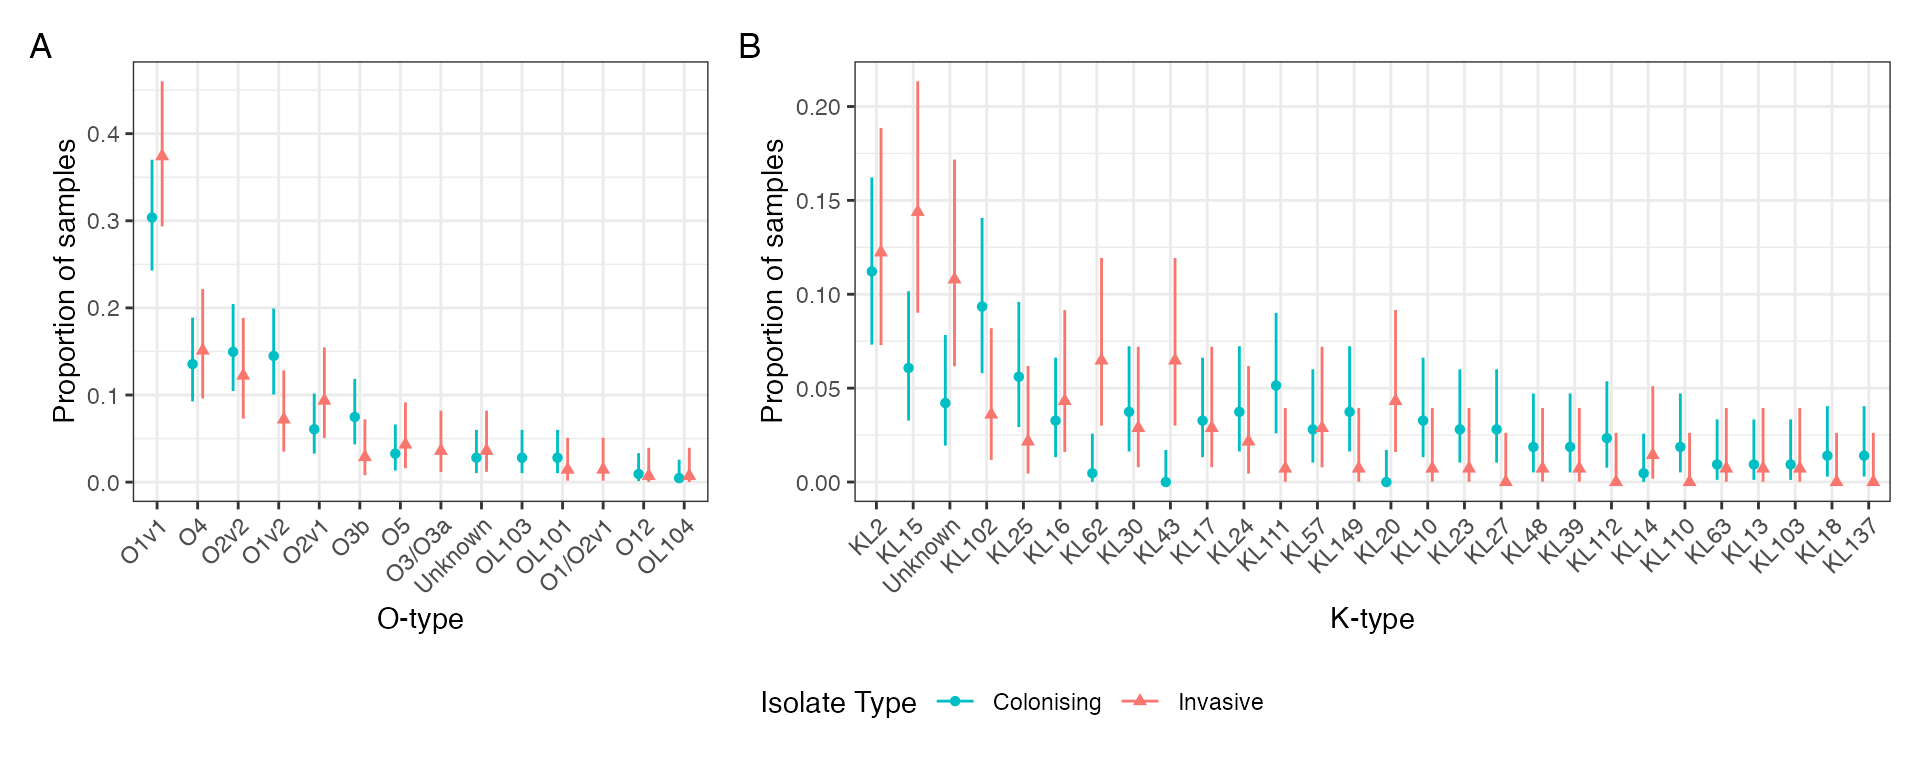 A
B
Proportion of samples
0.4
0.3
0.2
0.1
0.0
O1v1
O4
O2v2
O1v2
O2v1
O3b
O5
O3/O3a
Unknown
OL103
OL101
O1/O2v1
O12
OL104
O-type
Proportion of samples
0.20
0.15
0.10
0.05
0.00
KL2
KL15
Unknown
KL102
KL25
KL16
KL62
KL30
KL43
KL17
KL24
KL111
KL57
KL149
KL20
KL10
KL23
KL27
KL48
KL39
KL112
KL14
KL110
KL63
KL13
KL103
KL18
KL137
K-type
Isolate Type Colonising Invasive